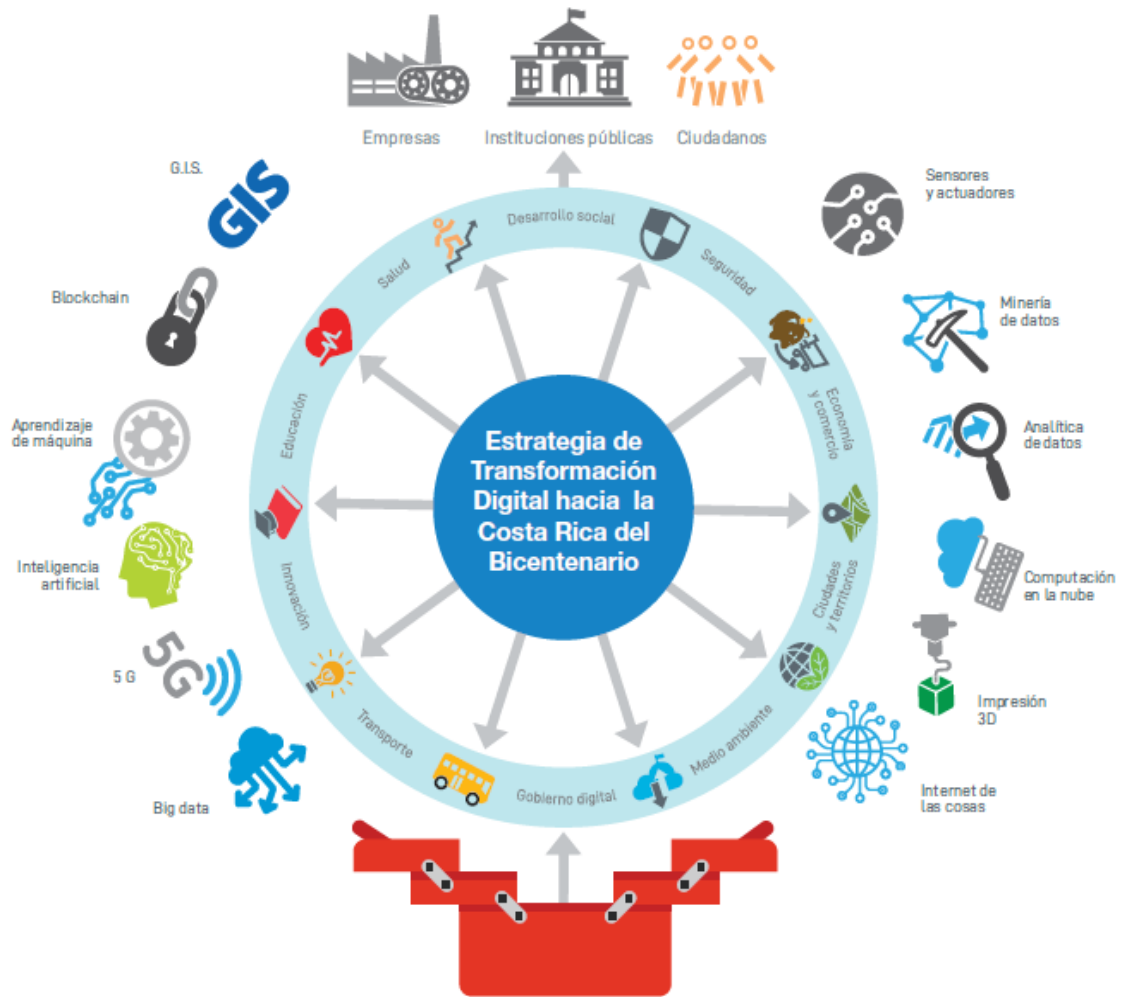 Empresas
Instituciones públicas
Ciudadanos
G.I.S.
GIS
Sensores
y actuadores
Desarrollo social
Salud
Seguridad
Blockchain
Minería
de datos
Economía
y comercio
Educación
Aprendizaje
de máquina
Analítica
de datos
Estrategia de
Transformación
Digital hacia la
Costa Rica del
Bicentenario
Inteligencia
artificial
Innovación
Ciudades
y territorios
Computación
en la nube
5 G
5G
Impresión
3D
Transporte
Medio ambiente
Gobierno digital
Big data
Internet de
las cosas